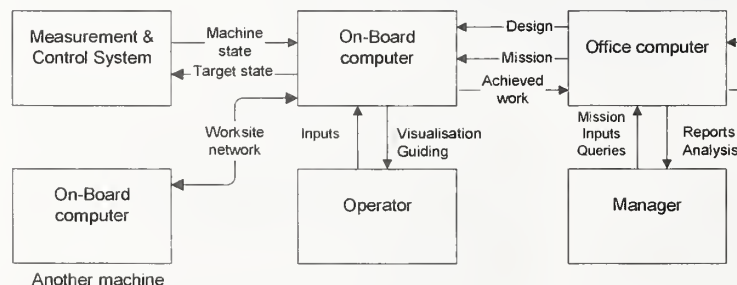 Measurement &
Control System
Machine
state
Target state
On-Board
computer
Design
Mission
Achieved
work
Office computer
Worksite
network
Inputs
Visualisation
Guiding
Mission
Inputs
Queries
Reports
Analysis
On-Board
computer
Operator
Manager
Another machine